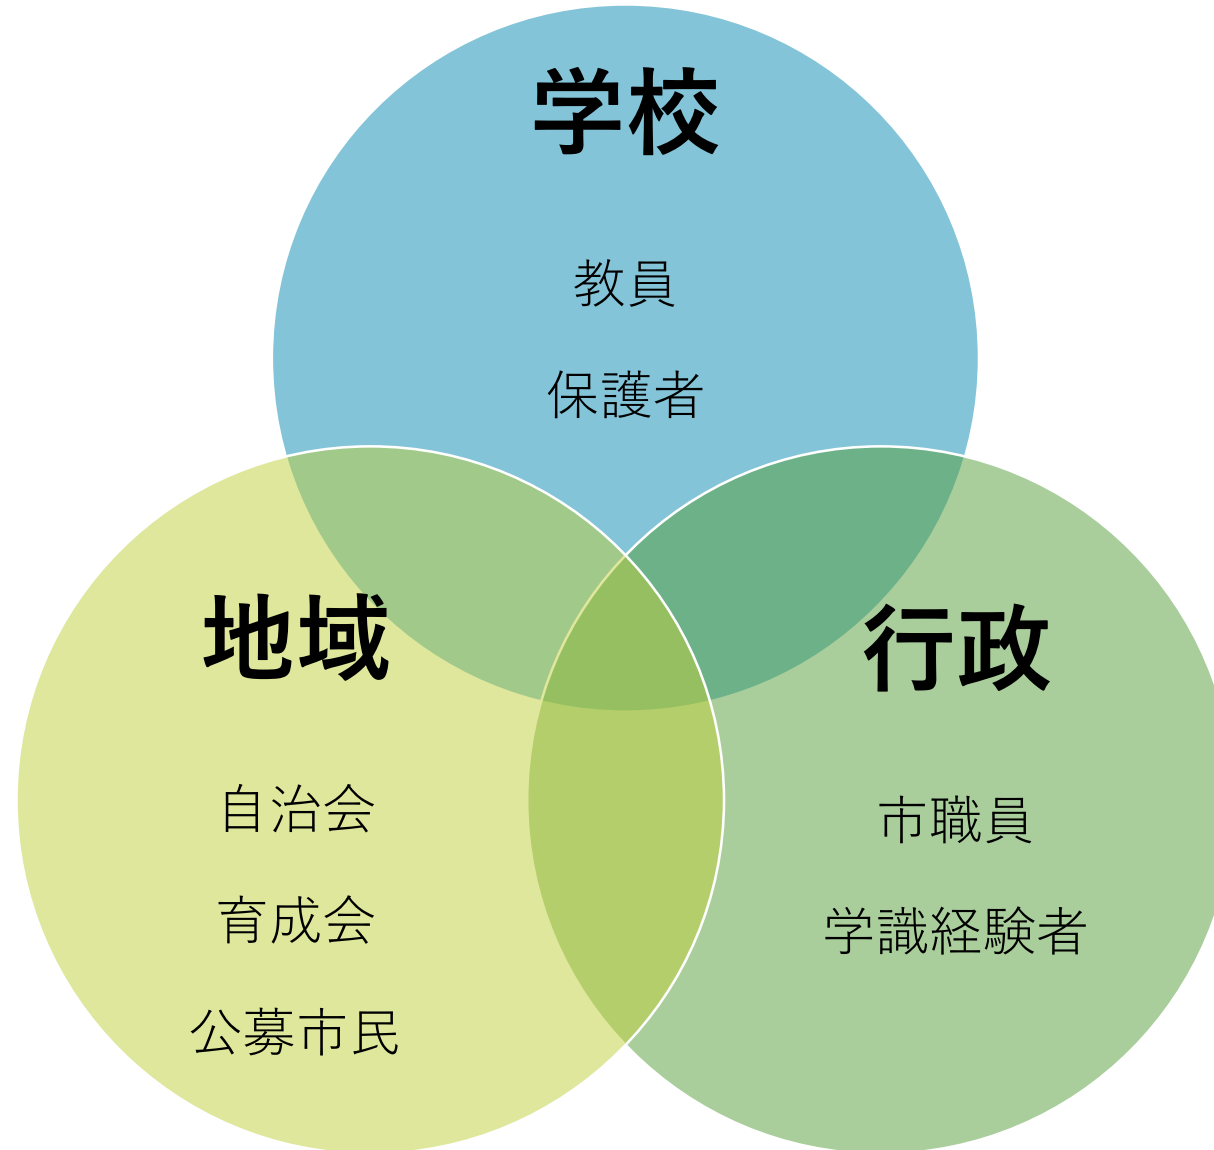 学校
教員
保護者
地域
自治会
育成会
公募市民
行政
市職員
学識経験者